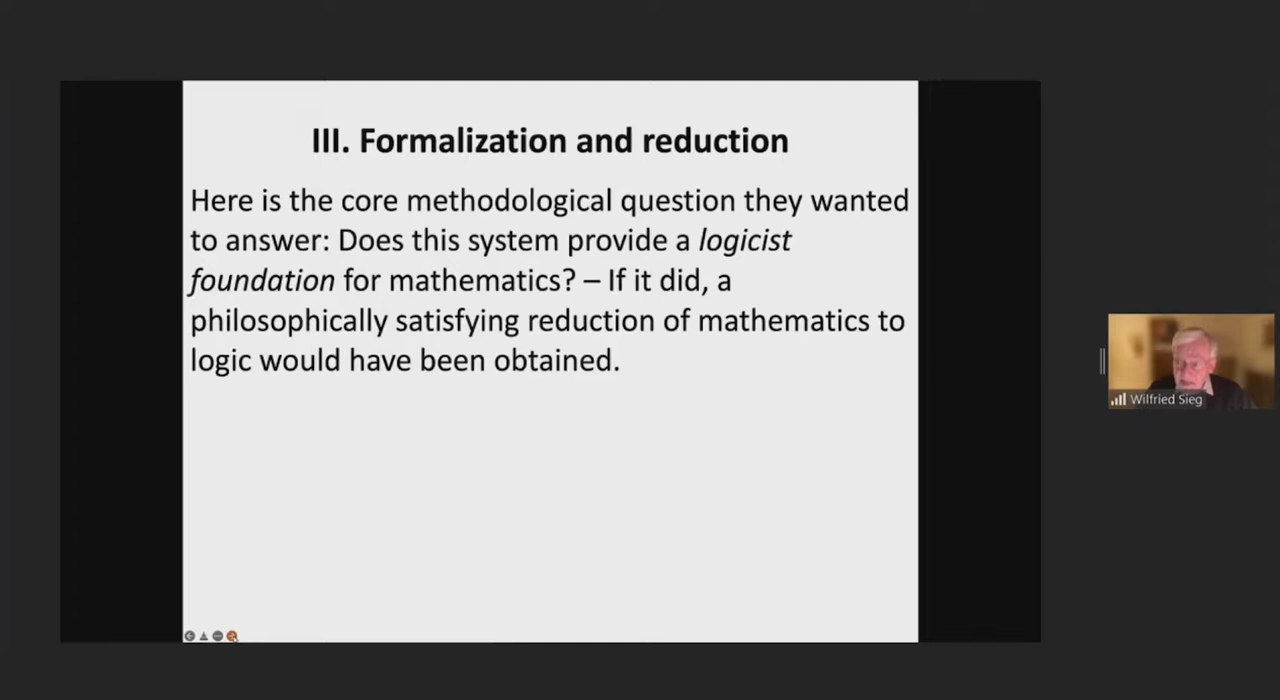 III. Formalization and reduction
Here is the core methodological question they wanted
to answer: Does this system provide a logicist
foundation for mathematics? – If it did, a
philosophically satisfying reduction of mathematics to
logic would have been obtained.
Wilfried Sieg